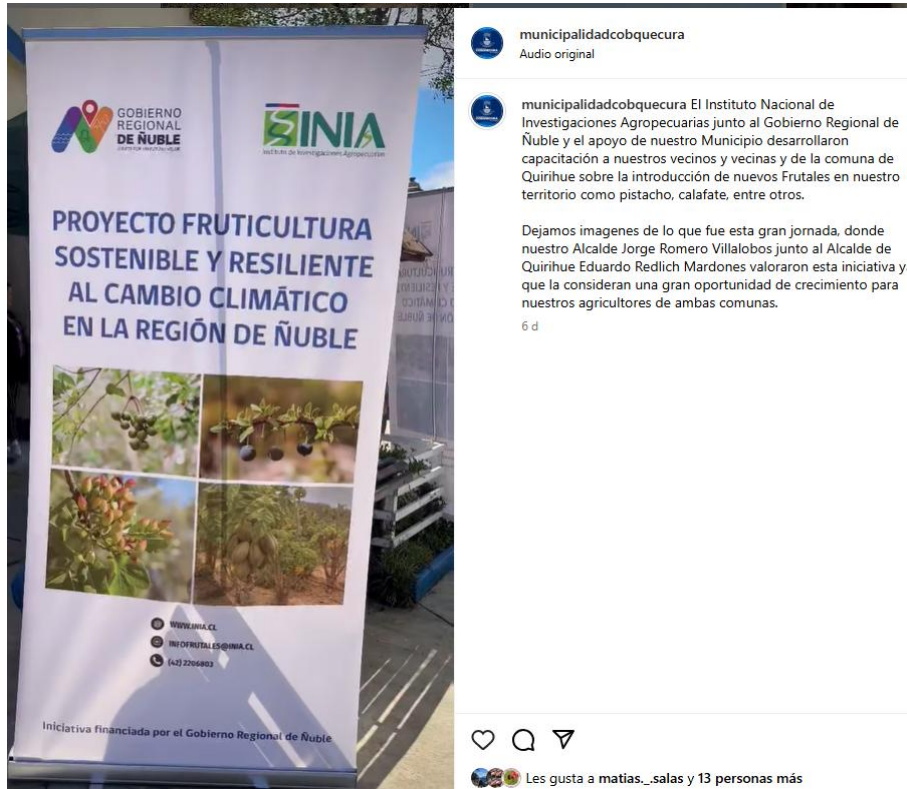 GOBIERNO
REGIONAL
DE ÑUBLE
INIA
Instituto de Investigaciones Agropecuarias
PROYECTO FRUTICULTURA
SOSTENIBLE Y RESILIENTE
AL CAMBIO CLIMÁTICO
EN LA REGIÓN DE ÑUBLE
WWW.INIA.CL
INFOFRUTALES@INIA.CL
(42) 2206803
Iniciativa financiada por el Gobierno Regional de Ñuble
municipalidadcobquecura
Audio original
municipalidadcobquecura El Instituto Nacional de
Investigaciones Agropecuarias junto al Gobierno Regional de
Ñuble y el apoyo de nuestro Municipio desarrollaron
capacitación a nuestros vecinos y vecinas y de la comuna de
Quirihue sobre la introducción de nuevos Frutales en nuestro
territorio como pistacho, calafate, entre otros.
Dejamos imagenes de lo que fue esta gran jornada, donde
nuestro Alcalde Jorge Romero Villalobos junto al Alcalde de
Quirihue Eduardo Redlich Mardones valoraron esta iniciativa y
que la consideran una gran oportunidad de crecimiento para
nuestros agricultores de ambas comunas.
6 d
Les gusta a matias._.salas y 13 personas más